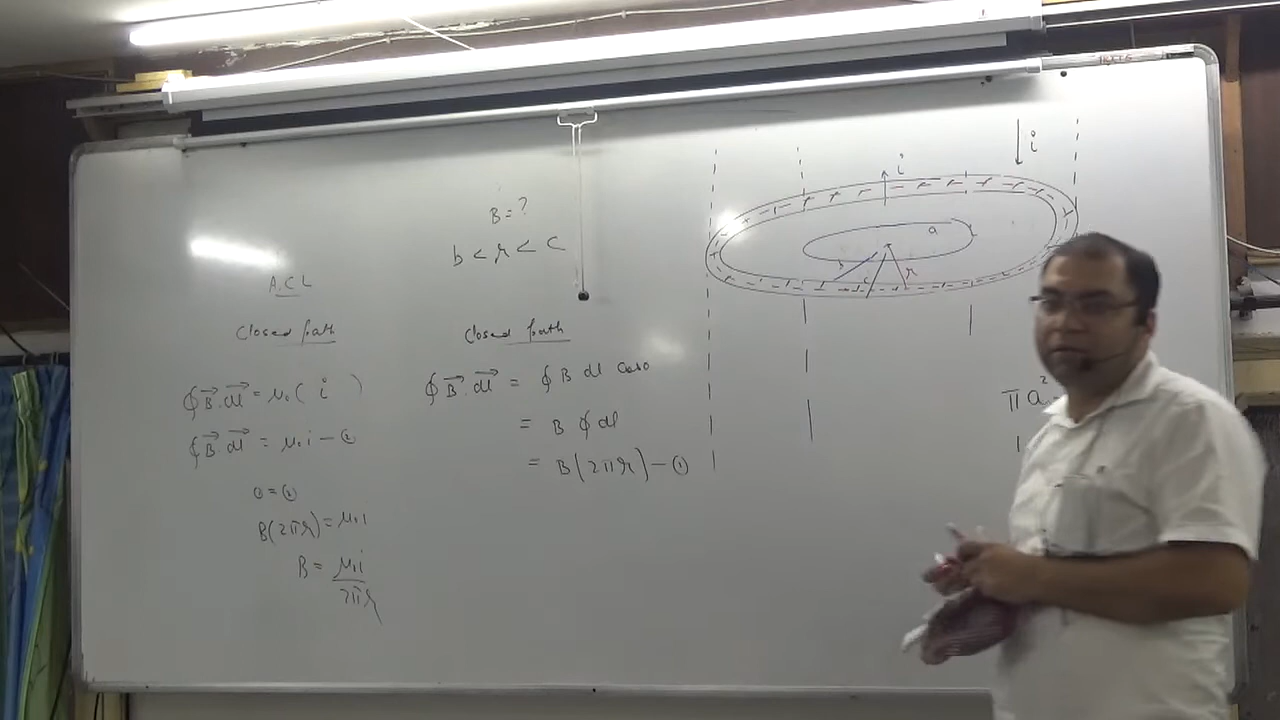 B = ?
b < r < c
A.C.L
Closed path
∮B⃗.dl⃗ = μ₀( i )
∮B⃗.dl⃗ = μ₀i — ②
① = ②
B(2πr) = μ₀i
B = μ₀i / 2πr
Closed path
∮B⃗.dl⃗ = ∮ B dl Cos0
= B ∮ dl
= B(2πr) — ①
i
i
a
b
c
r
πa²